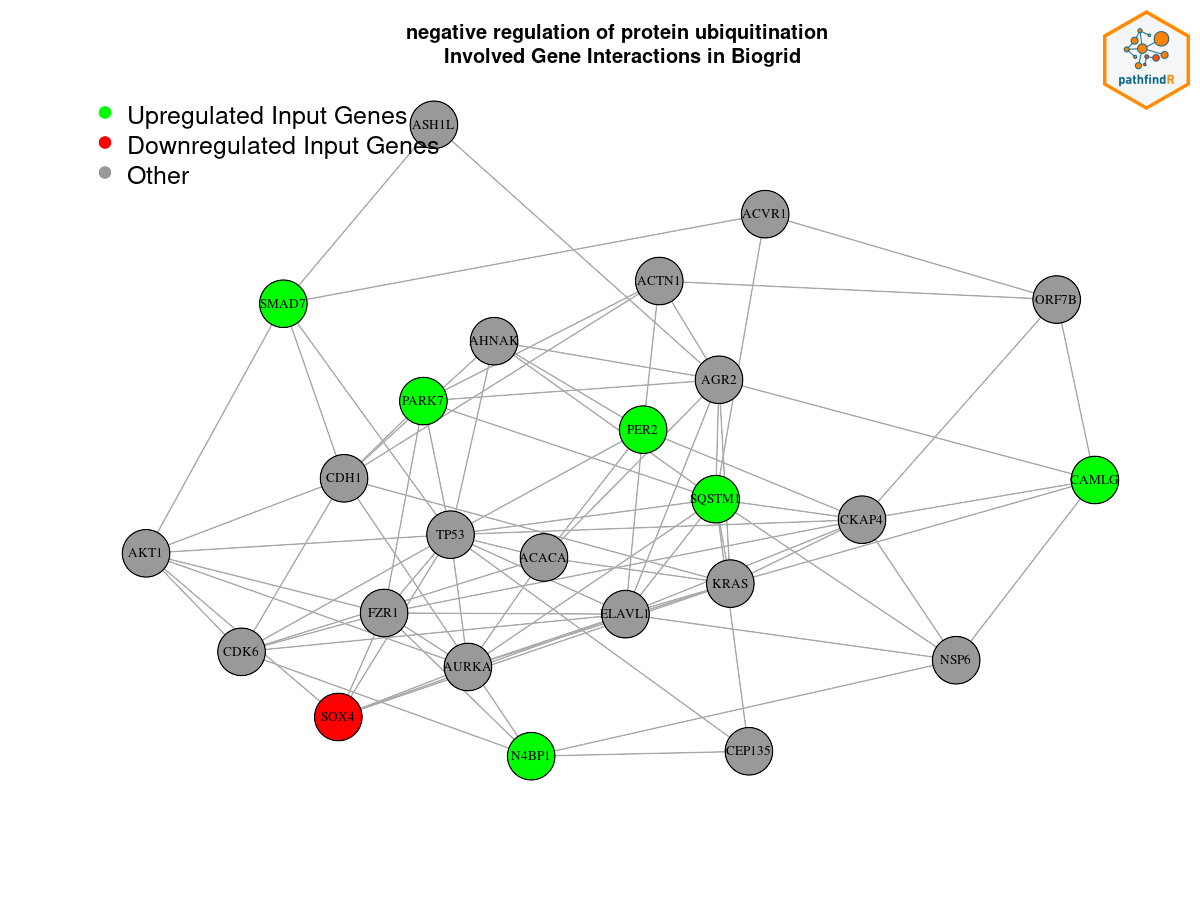 negative regulation of protein ubiquitination
Involved Gene Interactions in Biogrid
pathfindR
Upregulated Input Genes
Downregulated Input Genes
Other
ASH1L
ACVR1
ACTN1
ORF7B
SMAD7
AHNAK
AGR2
PARK7
PER2
CDH1
CAMLG
SQSTM1
CKAP4
TP53
AKT1
ACACA
KRAS
FZR1
ELAVL1
CDK6
AURKA
NSP6
SOX4
N4BP1
CEP135